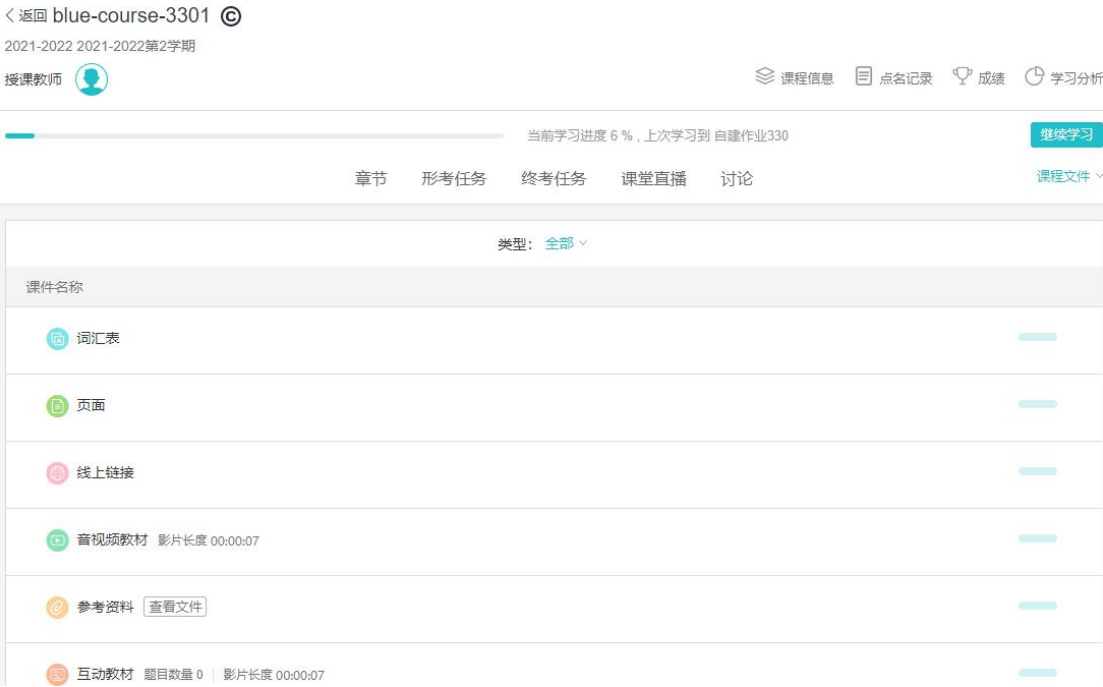 返回 blue-course-3301 ©
2021-2022 2021-2022第2学期
授课教师
课程信息 点名记录 成绩 学习分析
当前学习进度 6 % , 上次学习到 自建作业330
继续学习
章节 形考任务 终考任务 课堂直播 讨论
课程文件
类型： 全部
课件名称
词汇表
页面
线上链接
音视频教材 影片长度 00:00:07
参考资料 查看文件
互动教材 题目数量 0 | 影片长度 00:00:07